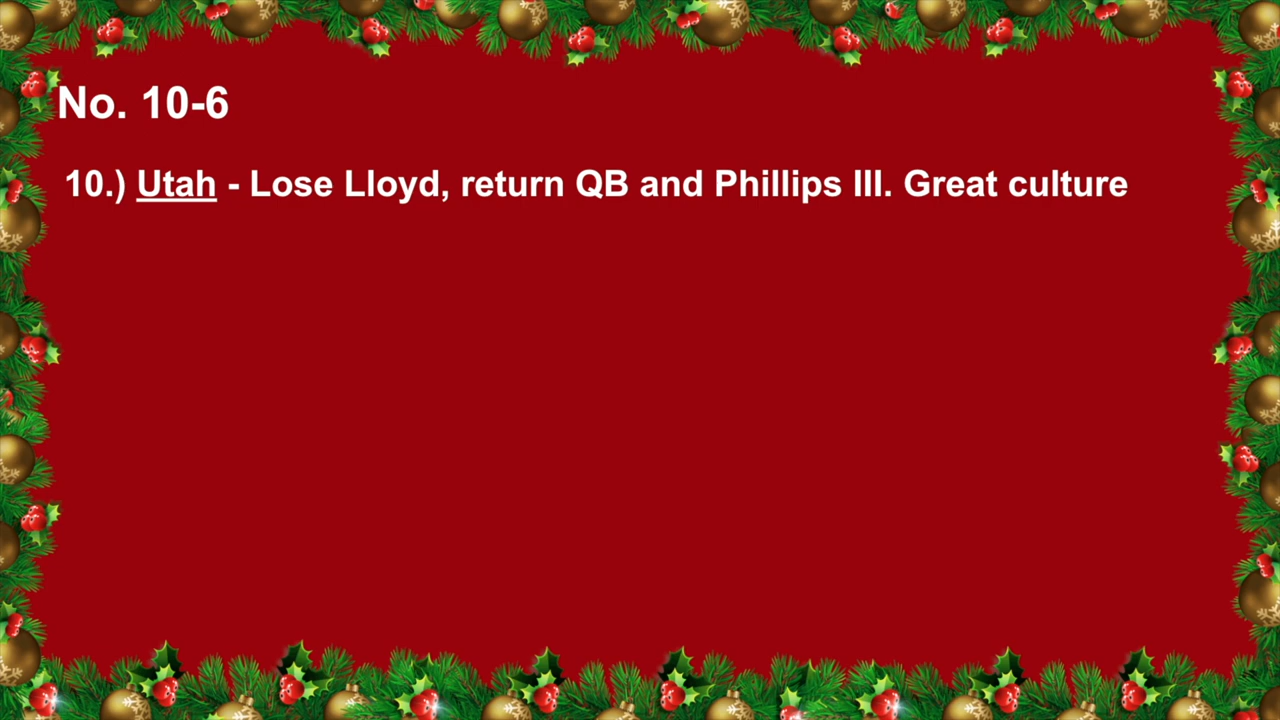 No. 10-6
10.) Utah - Lose Lloyd, return QB and Phillips III. Great culture